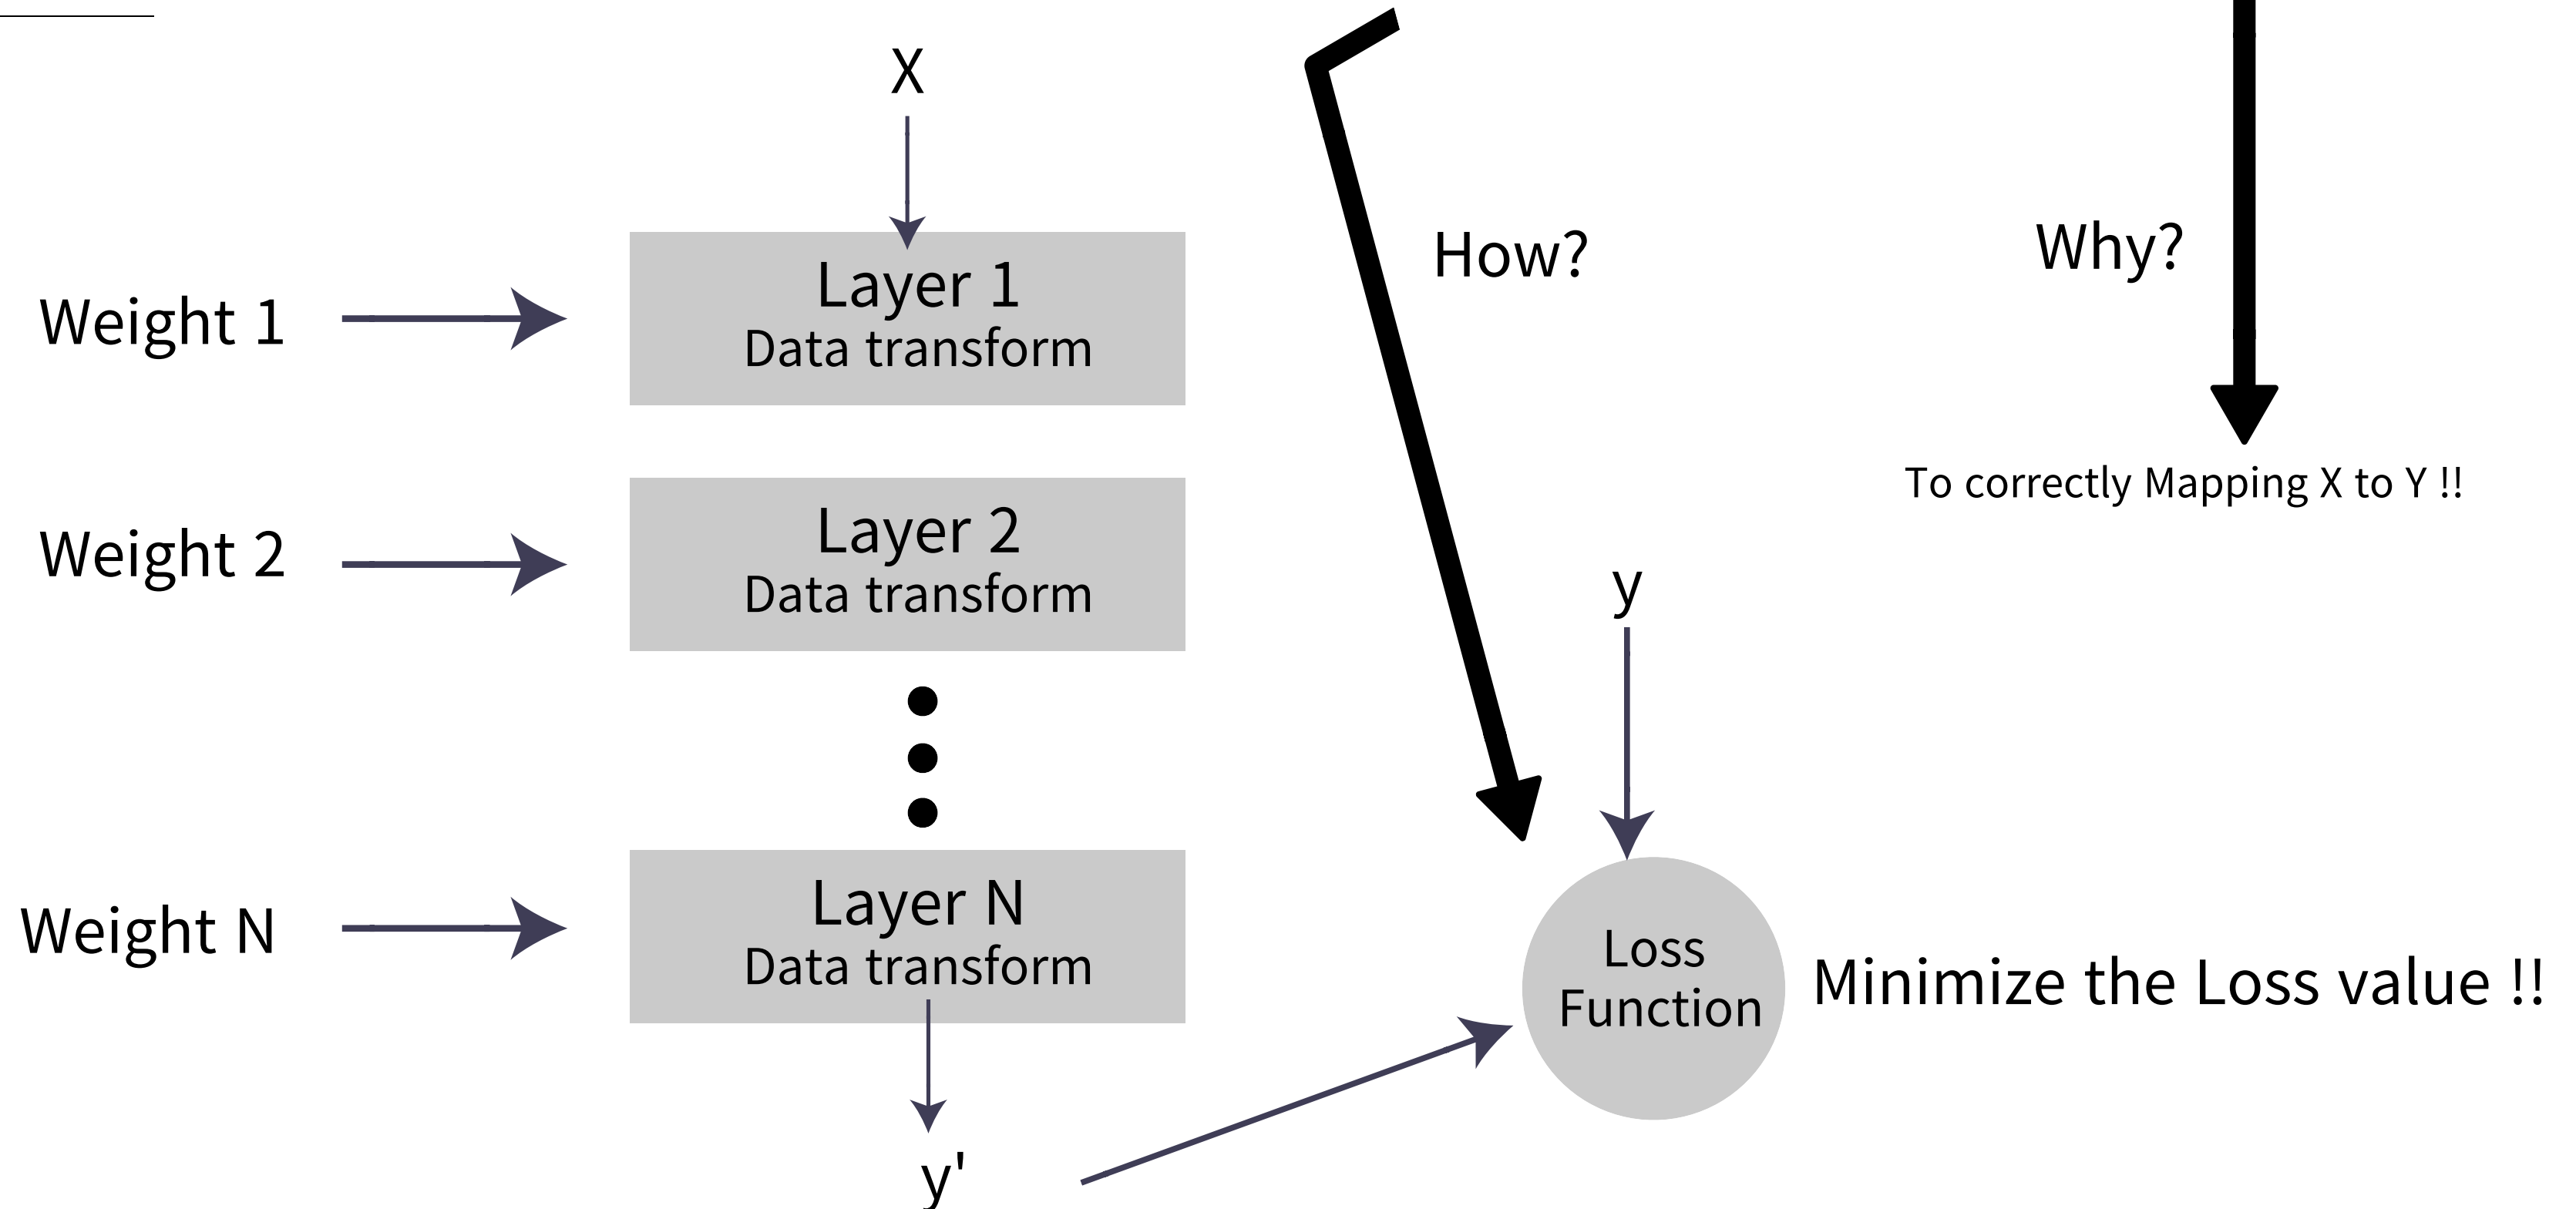 X
Layer 1
Data transform
Weight 1
How?
Why?
To correctly Mapping X to Y !!
Layer 2
Data transform
Weight 2
y
Layer N
Data transform
Weight N
Loss
Function
Minimize the Loss value !!
y'